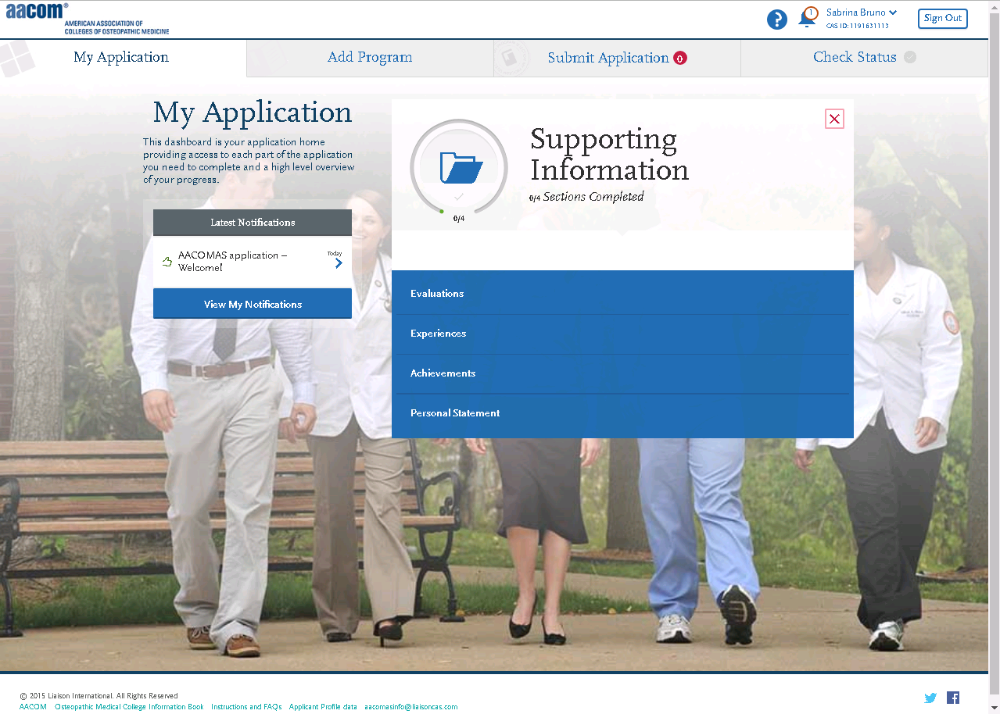 aacom®
AMERICAN ASSOCIATION OF
COLLEGES OF OSTEOPATHIC MEDICINE
?
1
Sabrina Bruno
CAS ID: 1191631113
Sign Out
My Application
Add Program
Submit Application 0
Check Status
My Application
This dashboard is your application home
providing access to each part of the application
you need to complete and a high level overview
of your progress.
Latest Notifications
AACOMAS application –
Welcome!
Today
View My Notifications
0/4
Supporting
Information
0/4 Sections Completed
Evaluations
Experiences
Achievements
Personal Statement
© 2015 Liaison International. All Rights Reserved
AACOM Osteopathic Medical College Information Book Instructions and FAQs Applicant Profile data aacomasinfo@liaisoncas.com